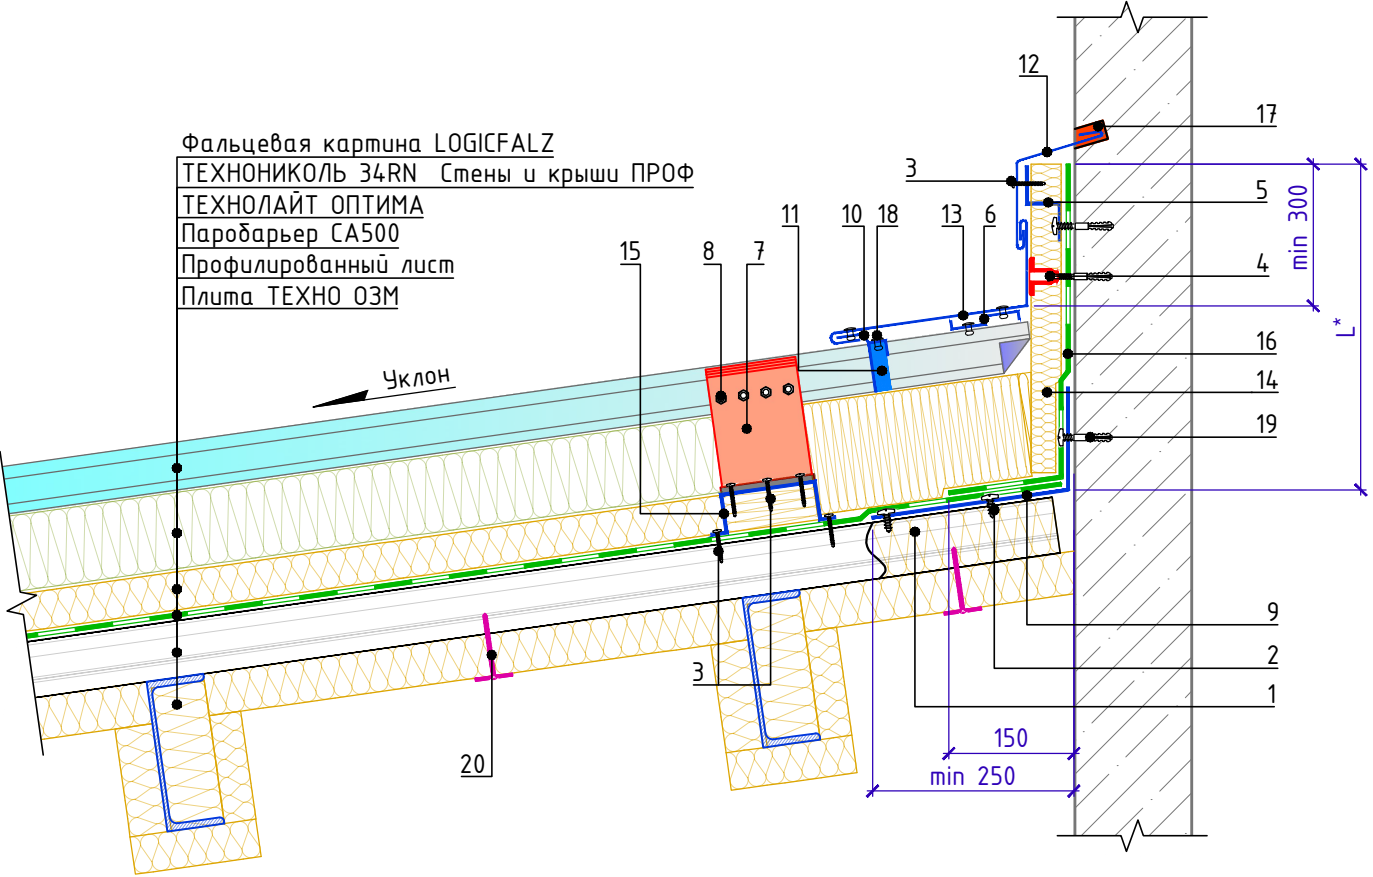 12
17
Фальцевая картина LOGICFALZ
ТЕХНОНИКОЛЬ 34RN Стены и крыши ПРОФ
3
ТЕХНОЛАЙТ ОПТИМА
5
min 300
11
10
18
13
6
Паробарьер СА500
15
8
7
Профилированный лист
4
Плита ТЕХНО ОЗМ
L*
16
Уклон
14
19
9
3
2
1
150
20
min 250